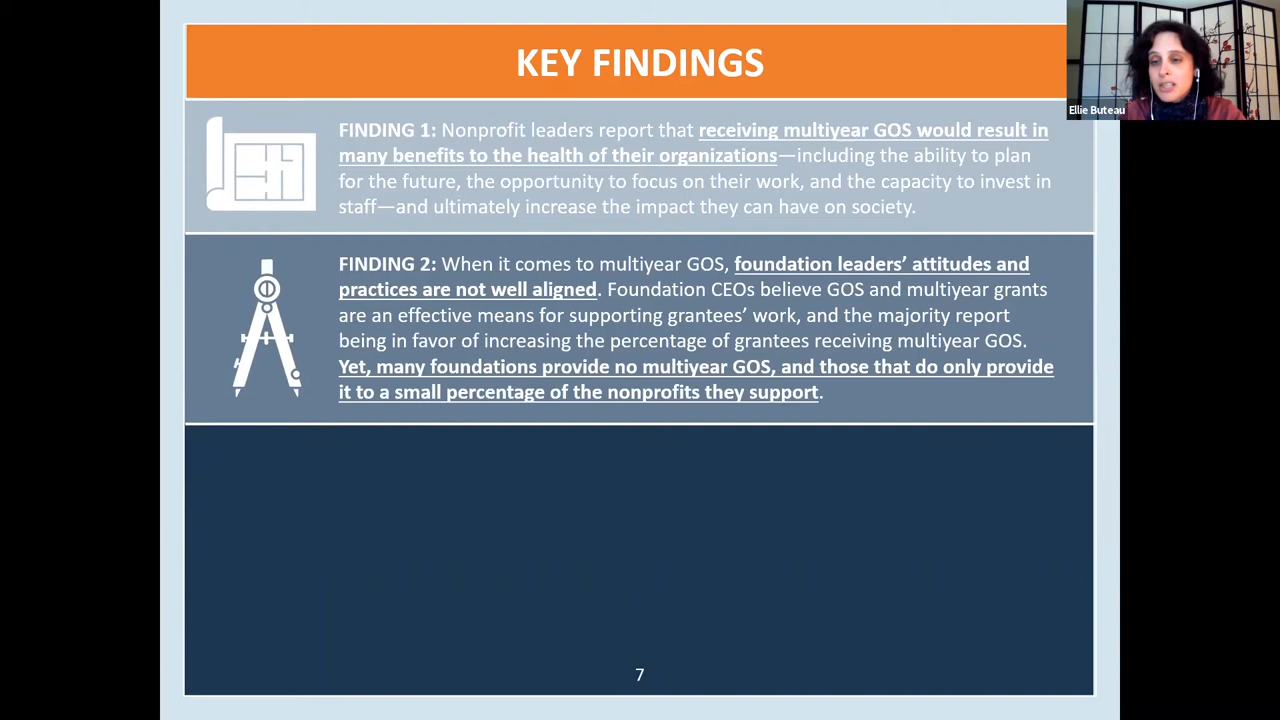 KEY FINDINGS
Ellie Buteau
FINDING 1: Nonprofit leaders report that receiving multiyear GOS would result in
many benefits to the health of their organizations—including the ability to plan
for the future, the opportunity to focus on their work, and the capacity to invest in
staff—and ultimately increase the impact they can have on society.
FINDING 2: When it comes to multiyear GOS, foundation leaders’ attitudes and
practices are not well aligned. Foundation CEOs believe GOS and multiyear grants
are an effective means for supporting grantees’ work, and the majority report
being in favor of increasing the percentage of grantees receiving multiyear GOS.
Yet, many foundations provide no multiyear GOS, and those that do only provide
it to a small percentage of the nonprofits they support.
7